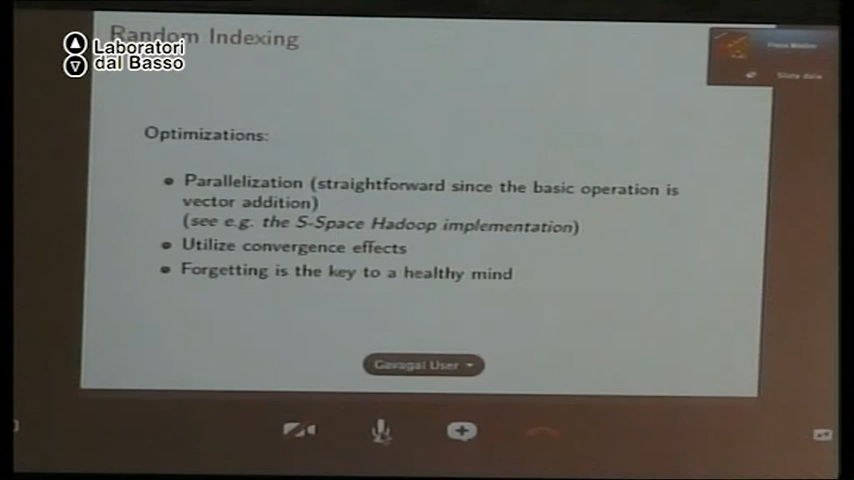 Random Indexing
Laboratori
dal Basso
Optimizations:
Parallelization (straightforward since the basic operation is
vector addition)
(see e.g. the S-Space Hadoop implementation)
Utilize convergence effects
Forgetting is the key to a healthy mind
Gavagai User